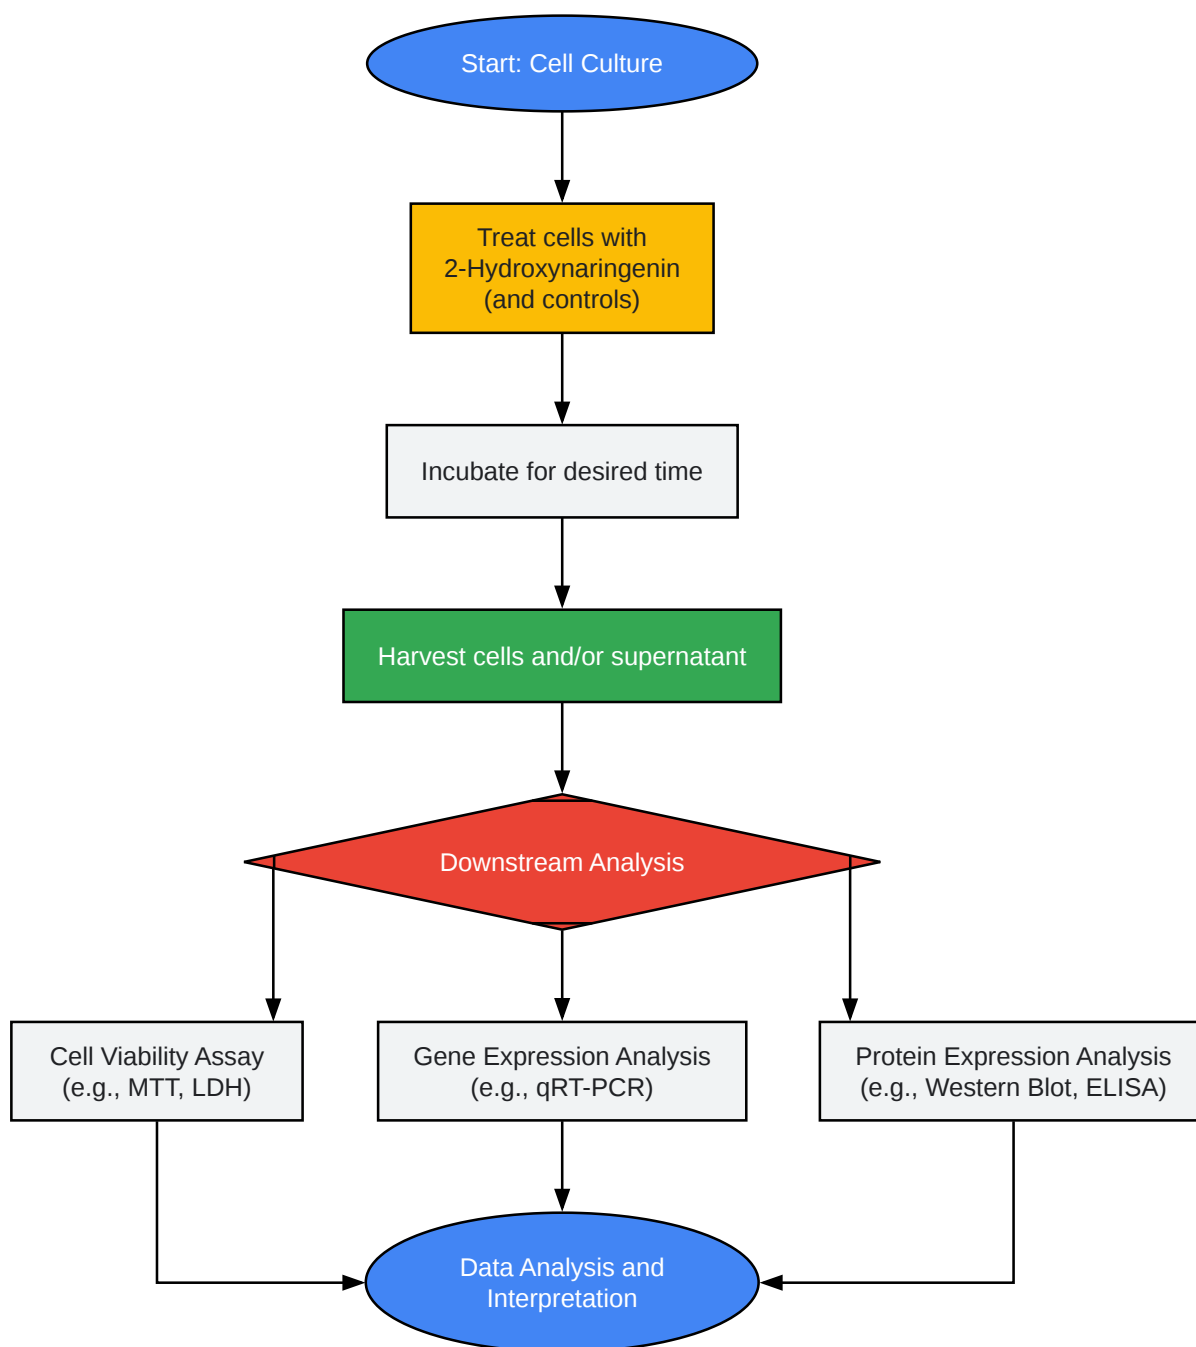 Start: Cell Culture
Treat cells with
2-Hydroxynaringenin
(and controls)
Incubate for desired time
Harvest cells and/or supernatant
Downstream Analysis
Cell Viability Assay
(e.g., MTT, LDH)
Gene Expression Analysis
(e.g., qRT-PCR)
Protein Expression Analysis
(e.g., Western Blot, ELISA)
Data Analysis and
Interpretation